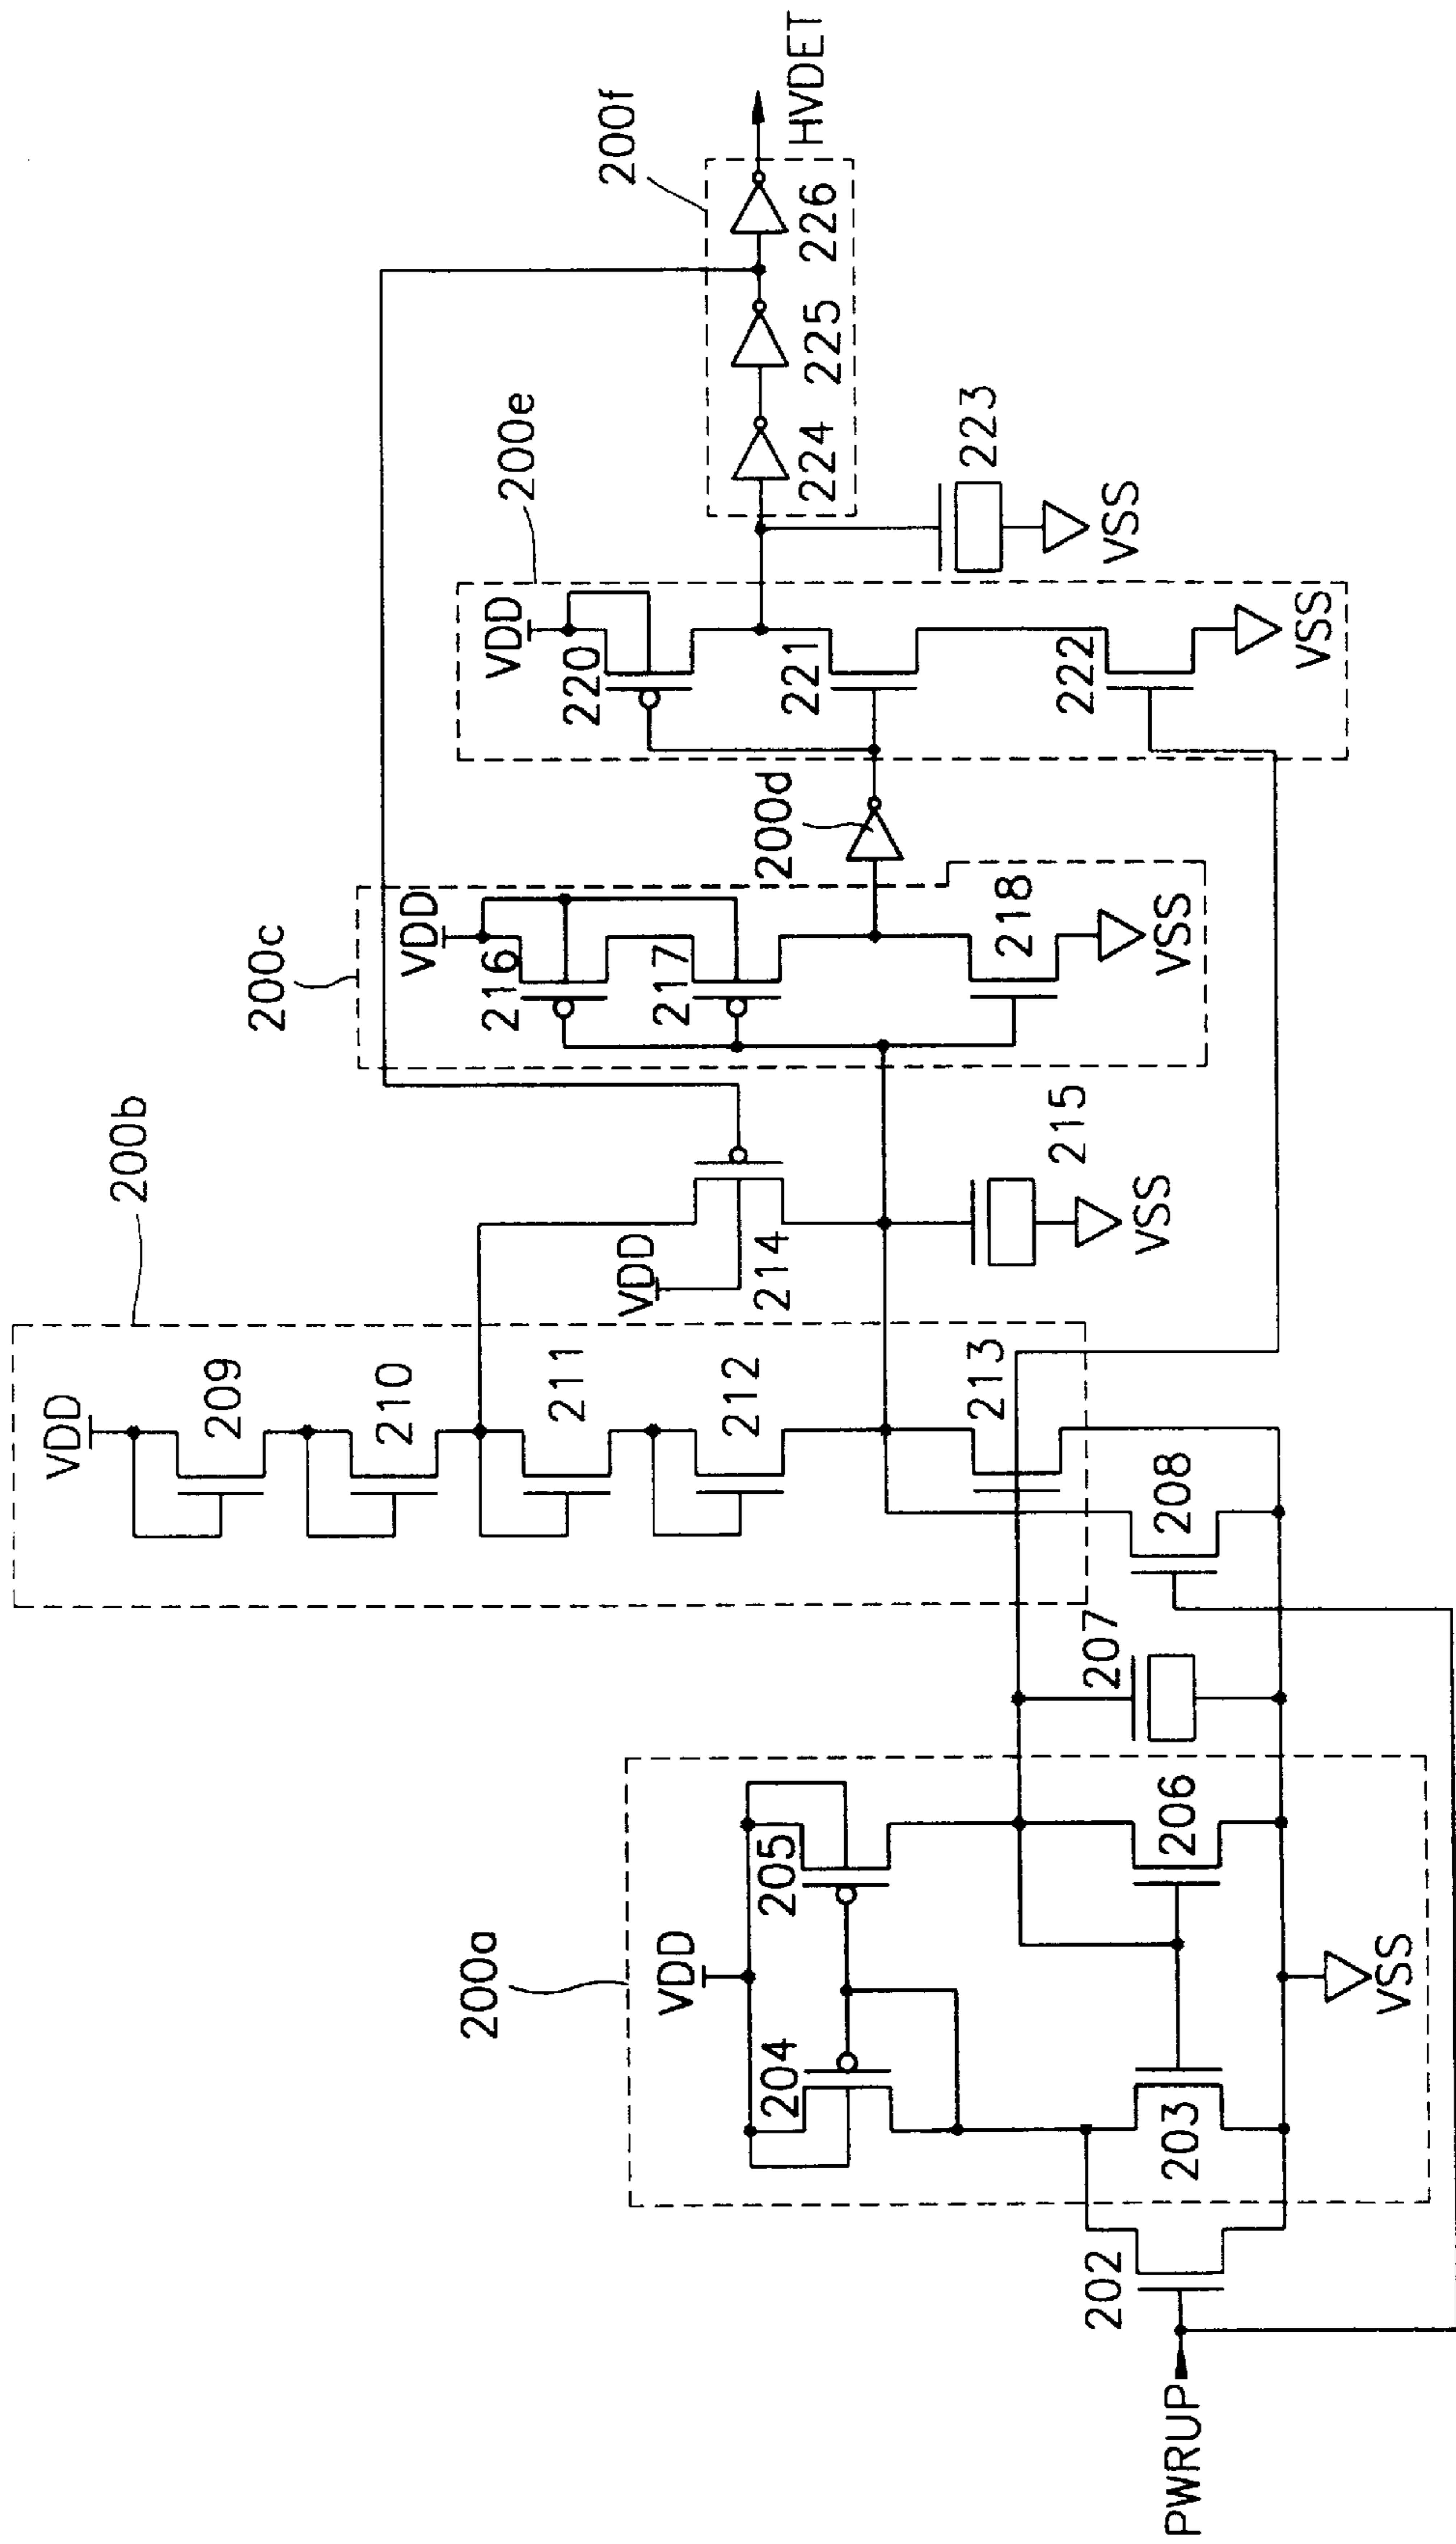 PWRUP
202
200a
VDD
204
205
203
206
VSS
207
208
200b
VDD
209
210
211
212
213
VDD
214
215
VSS
200c
VDD
216
217
218
VSS
200d
200e
VDD
220
221
222
VSS
223
VSS
200f
224
225
226
HVDET